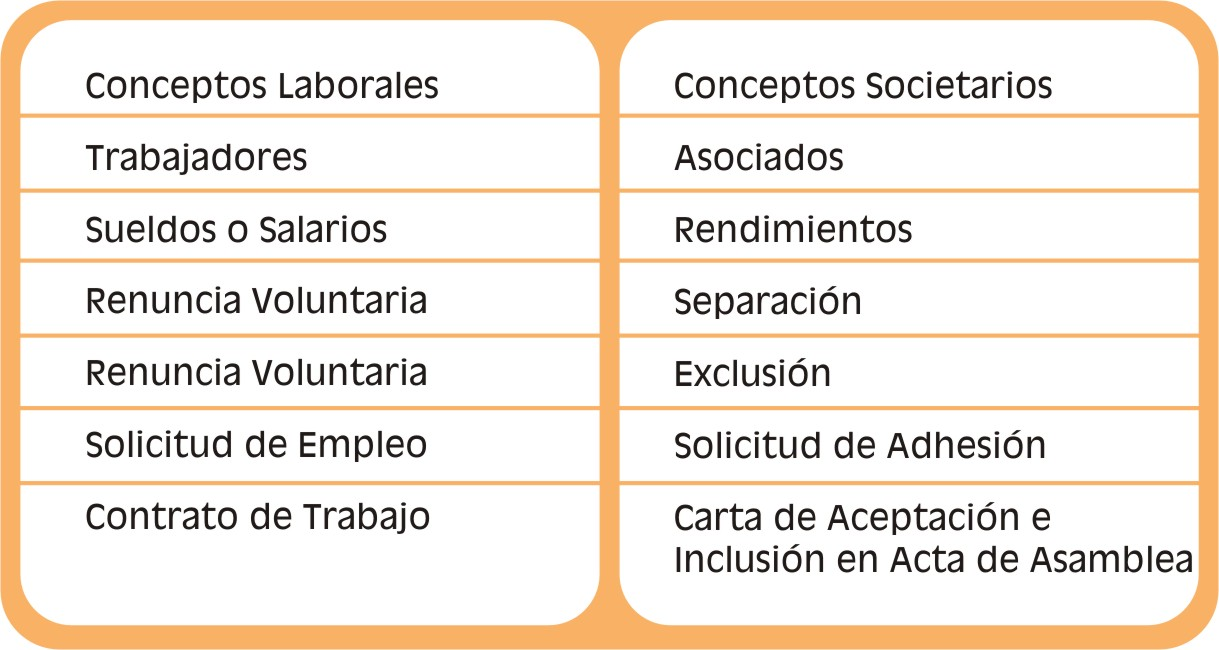 Conceptos Laborales
Conceptos Societarios
Trabajadores
Asociados
Sueldos o Salarios
Rendimientos
Renuncia Voluntaria
Separación
Renuncia Voluntaria
Exclusión
Solicitud de Empleo
Solicitud de Adhesión
Contrato de Trabajo
Carta de Aceptación e
Inclusión en Acta de Asamblea